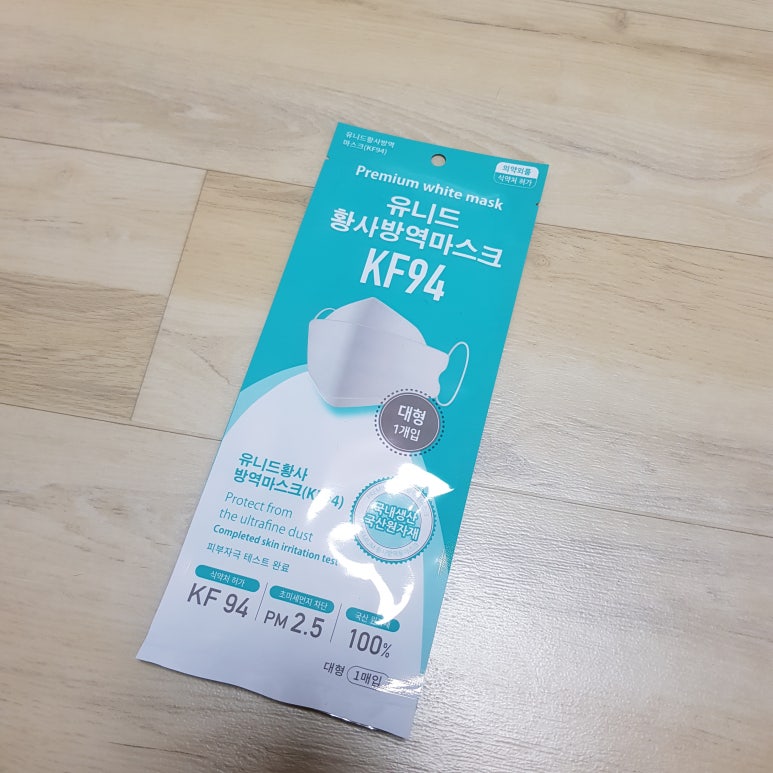 유니드황사방역
마스크(KF94)
의약외품
식약처 허가
Premium white mask
유니드
황사방역마스크
KF94
대형
1개입
유니드황사
방역마스크(KF94)
Protect from
the ultrafine dust
Completed skin irritation test
피부자극 테스트 완료
국내생산
국산원자재
식약처 허가
KF 94
초미세먼지 차단
PM 2.5
국산
100%
대형 1매입